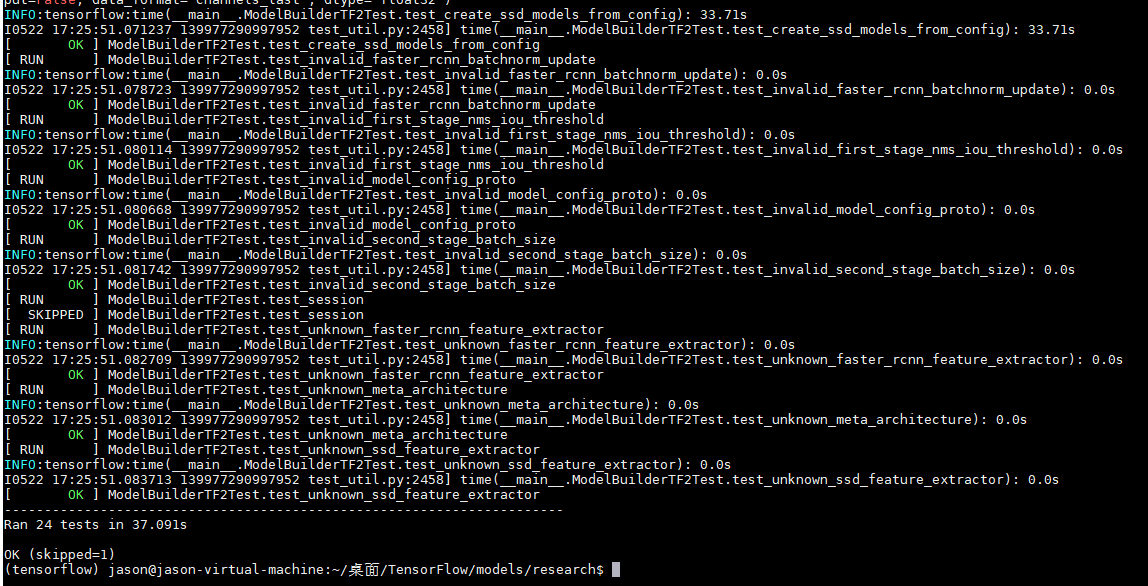 put=False, data_format='channels_last', dtype='float32')
INFO:tensorflow:time(__main__.ModelBuilderTF2Test.test_create_ssd_models_from_config): 33.71s
I0522 17:25:51.071237 139977290997952 test_util.py:2458] time(__main__.ModelBuilderTF2Test.test_create_ssd_models_from_config): 33.71s
[       OK ] ModelBuilderTF2Test.test_create_ssd_models_from_config
[ RUN      ] ModelBuilderTF2Test.test_invalid_faster_rcnn_batchnorm_update
INFO:tensorflow:time(__main__.ModelBuilderTF2Test.test_invalid_faster_rcnn_batchnorm_update): 0.0s
I0522 17:25:51.078723 139977290997952 test_util.py:2458] time(__main__.ModelBuilderTF2Test.test_invalid_faster_rcnn_batchnorm_update): 0.0s
[       OK ] ModelBuilderTF2Test.test_invalid_faster_rcnn_batchnorm_update
[ RUN      ] ModelBuilderTF2Test.test_invalid_first_stage_nms_iou_threshold
INFO:tensorflow:time(__main__.ModelBuilderTF2Test.test_invalid_first_stage_nms_iou_threshold): 0.0s
I0522 17:25:51.080114 139977290997952 test_util.py:2458] time(__main__.ModelBuilderTF2Test.test_invalid_first_stage_nms_iou_threshold): 0.0s
[       OK ] ModelBuilderTF2Test.test_invalid_first_stage_nms_iou_threshold
[ RUN      ] ModelBuilderTF2Test.test_invalid_model_config_proto
INFO:tensorflow:time(__main__.ModelBuilderTF2Test.test_invalid_model_config_proto): 0.0s
I0522 17:25:51.080668 139977290997952 test_util.py:2458] time(__main__.ModelBuilderTF2Test.test_invalid_model_config_proto): 0.0s
[       OK ] ModelBuilderTF2Test.test_invalid_model_config_proto
[ RUN      ] ModelBuilderTF2Test.test_invalid_second_stage_batch_size
INFO:tensorflow:time(__main__.ModelBuilderTF2Test.test_invalid_second_stage_batch_size): 0.0s
I0522 17:25:51.081742 139977290997952 test_util.py:2458] time(__main__.ModelBuilderTF2Test.test_invalid_second_stage_batch_size): 0.0s
[       OK ] ModelBuilderTF2Test.test_invalid_second_stage_batch_size
[ RUN      ] ModelBuilderTF2Test.test_session
[  SKIPPED ] ModelBuilderTF2Test.test_session
[ RUN      ] ModelBuilderTF2Test.test_unknown_faster_rcnn_feature_extractor
INFO:tensorflow:time(__main__.ModelBuilderTF2Test.test_unknown_faster_rcnn_feature_extractor): 0.0s
I0522 17:25:51.082709 139977290997952 test_util.py:2458] time(__main__.ModelBuilderTF2Test.test_unknown_faster_rcnn_feature_extractor): 0.0s
[       OK ] ModelBuilderTF2Test.test_unknown_faster_rcnn_feature_extractor
[ RUN      ] ModelBuilderTF2Test.test_unknown_meta_architecture
INFO:tensorflow:time(__main__.ModelBuilderTF2Test.test_unknown_meta_architecture): 0.0s
I0522 17:25:51.083012 139977290997952 test_util.py:2458] time(__main__.ModelBuilderTF2Test.test_unknown_meta_architecture): 0.0s
[       OK ] ModelBuilderTF2Test.test_unknown_meta_architecture
[ RUN      ] ModelBuilderTF2Test.test_unknown_ssd_feature_extractor
INFO:tensorflow:time(__main__.ModelBuilderTF2Test.test_unknown_ssd_feature_extractor): 0.0s
I0522 17:25:51.083713 139977290997952 test_util.py:2458] time(__main__.ModelBuilderTF2Test.test_unknown_ssd_feature_extractor): 0.0s
[       OK ] ModelBuilderTF2Test.test_unknown_ssd_feature_extractor
----------------------------------------------------------------------
Ran 24 tests in 37.091s
OK (skipped=1)
(tensorflow) jason@jason-virtual-machine:~/桌面/TensorFlow/models/research$